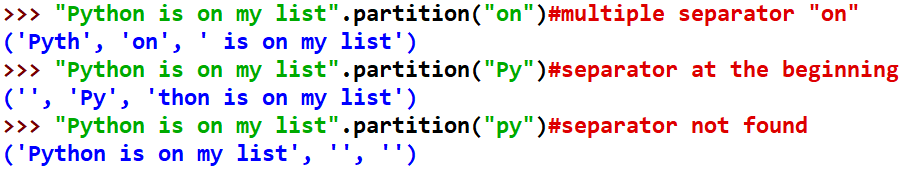 >>> "Python is on my list".partition("on")#multiple separator "on"
('Pyth', 'on', ' is on my list')
>>> "Python is on my list".partition("Py")#separator at the beginning
('', 'Py', 'thon is on my list')
>>> "Python is on my list".partition("py")#separator not found
('Python is on my list', '', '')